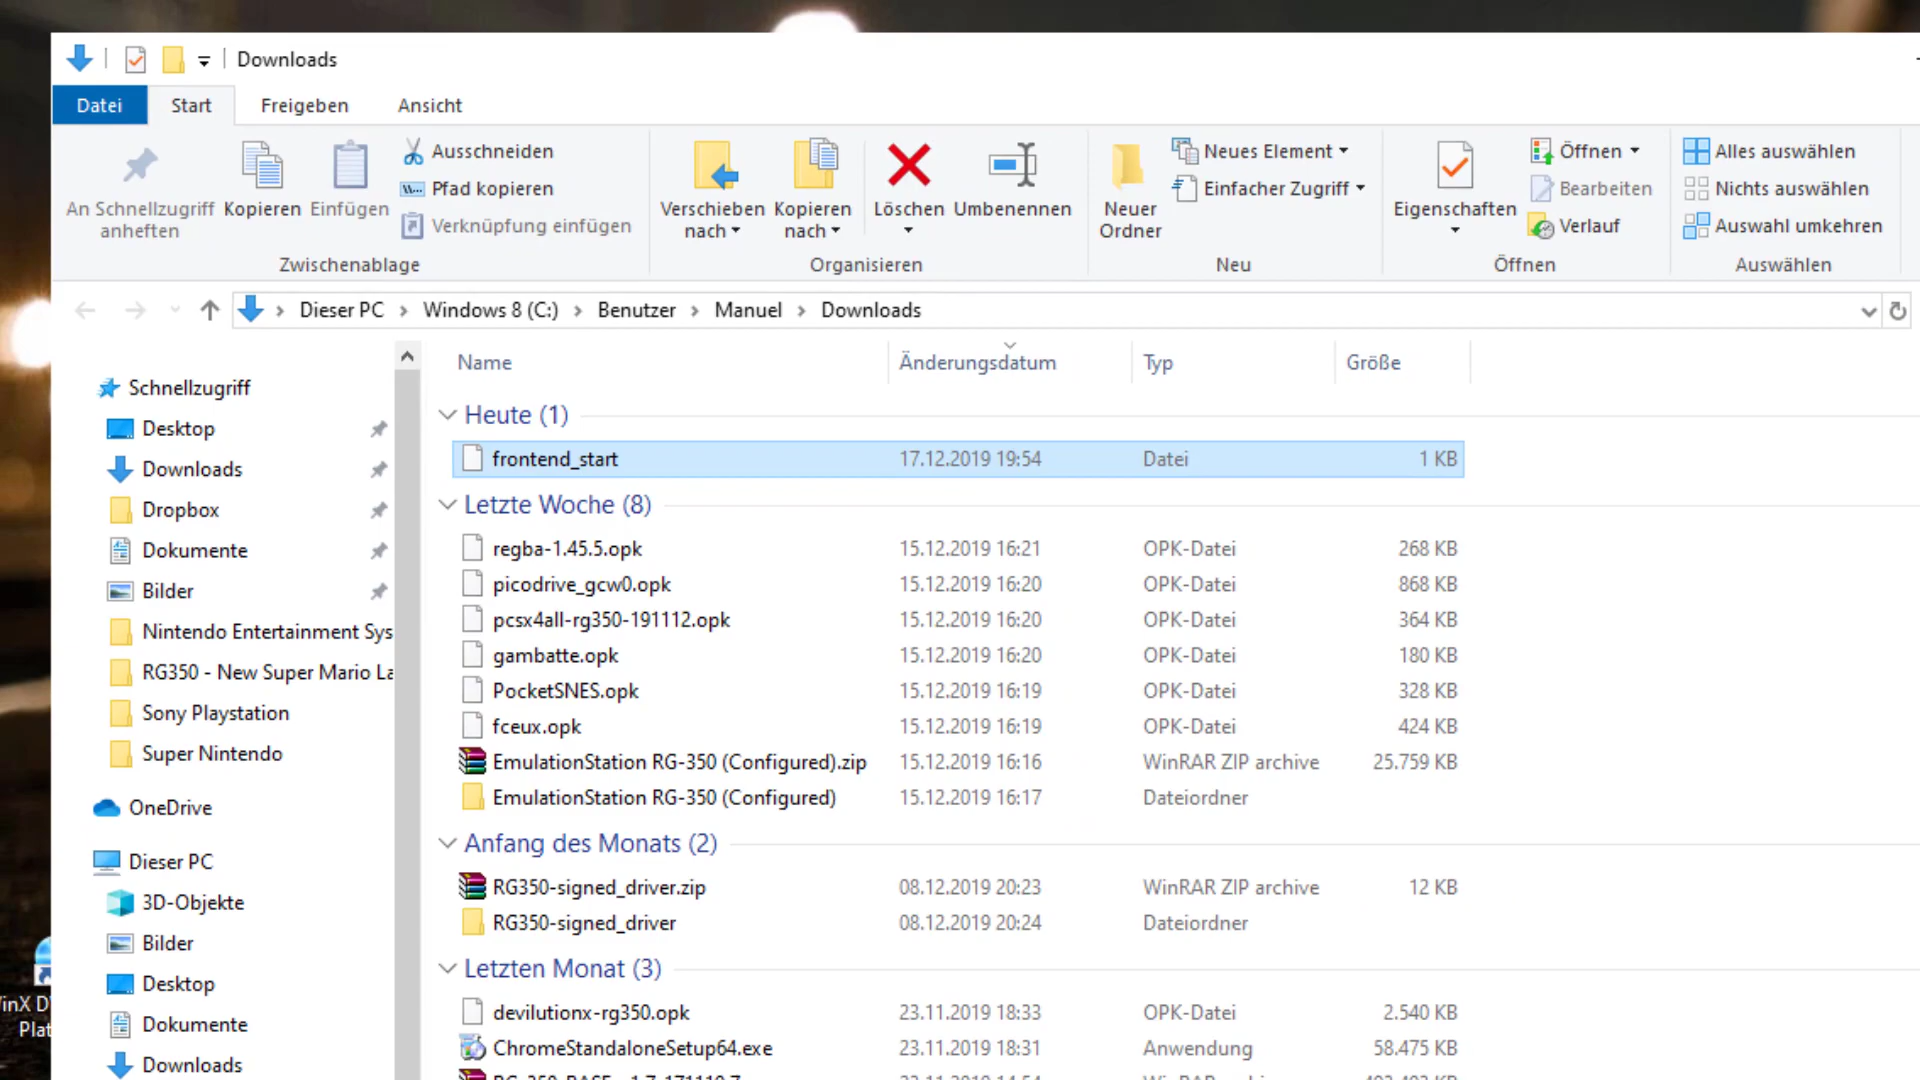 Downloads
Datei Start Freigeben Ansicht
An Schnellzugriff anheften
Kopieren
Einfügen
Ausschneiden
Pfad kopieren
Verknüpfung einfügen
Zwischenablage
Verschieben nach
Kopieren nach
Löschen
Umbenennen
Organisieren
Neuer Ordner
Neues Element
Einfacher Zugriff
Neu
Eigenschaften
Öffnen
Bearbeiten
Verlauf
Öffnen
Alles auswählen
Nichts auswählen
Auswahl umkehren
Auswählen
Dieser PC > Windows 8 (C:) > Benutzer > Manuel > Downloads
Schnellzugriff
Desktop
Downloads
Dropbox
Dokumente
Bilder
Nintendo Entertainment Sys
RG350 - New Super Mario La
Sony Playstation
Super Nintendo
OneDrive
Dieser PC
3D-Objekte
Bilder
Desktop
Dokumente
Downloads
Name Änderungsdatum Typ Größe
Heute (1)
frontend_start 17.12.2019 19:54 Datei 1 KB
Letzte Woche (8)
regba-1.45.5.opk 15.12.2019 16:21 OPK-Datei 268 KB
picodrive_gcw0.opk 15.12.2019 16:20 OPK-Datei 868 KB
pcsx4all-rg350-191112.opk 15.12.2019 16:20 OPK-Datei 364 KB
gambatte.opk 15.12.2019 16:20 OPK-Datei 180 KB
PocketSNES.opk 15.12.2019 16:19 OPK-Datei 328 KB
fceux.opk 15.12.2019 16:19 OPK-Datei 424 KB
EmulationStation RG-350 (Configured).zip 15.12.2019 16:16 WinRAR ZIP archive 25.759 KB
EmulationStation RG-350 (Configured) 15.12.2019 16:17 Dateiordner
Anfang des Monats (2)
RG350-signed_driver.zip 08.12.2019 20:23 WinRAR ZIP archive 12 KB
RG350-signed_driver 08.12.2019 20:24 Dateiordner
Letzten Monat (3)
devilutionx-rg350.opk 23.11.2019 18:33 OPK-Datei 2.540 KB
ChromeStandaloneSetup64.exe 23.11.2019 18:31 Anwendung 58.475 KB
inX D
Plat